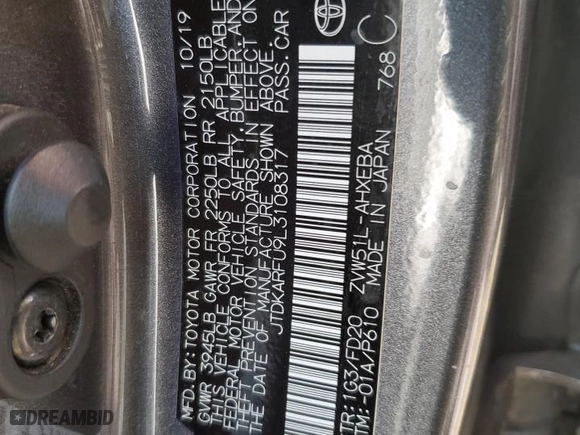 MFD. BY: TOYOTA MOTOR CORPORATION 10/19
GVWR 3945LB GAWR FR 2250LB RR 2150LB
THIS VEHICLE CONFORMS TO ALL APPLICABLE
FEDERAL MOTOR VEHICLE SAFETY, BUMPER, AND
THEFT PREVENTION STANDARDS IN EFFECT ON
THE DATE OF MANUFACTURE SHOWN ABOVE.
JTDKARFU9L3108317 PASS. CAR
C/TR: 1G3/FD20 ZVW51L-AHXEBA
A/TM: -01A/P610 MADE IN JAPAN 768 C
TOYOTA
DREAMBID